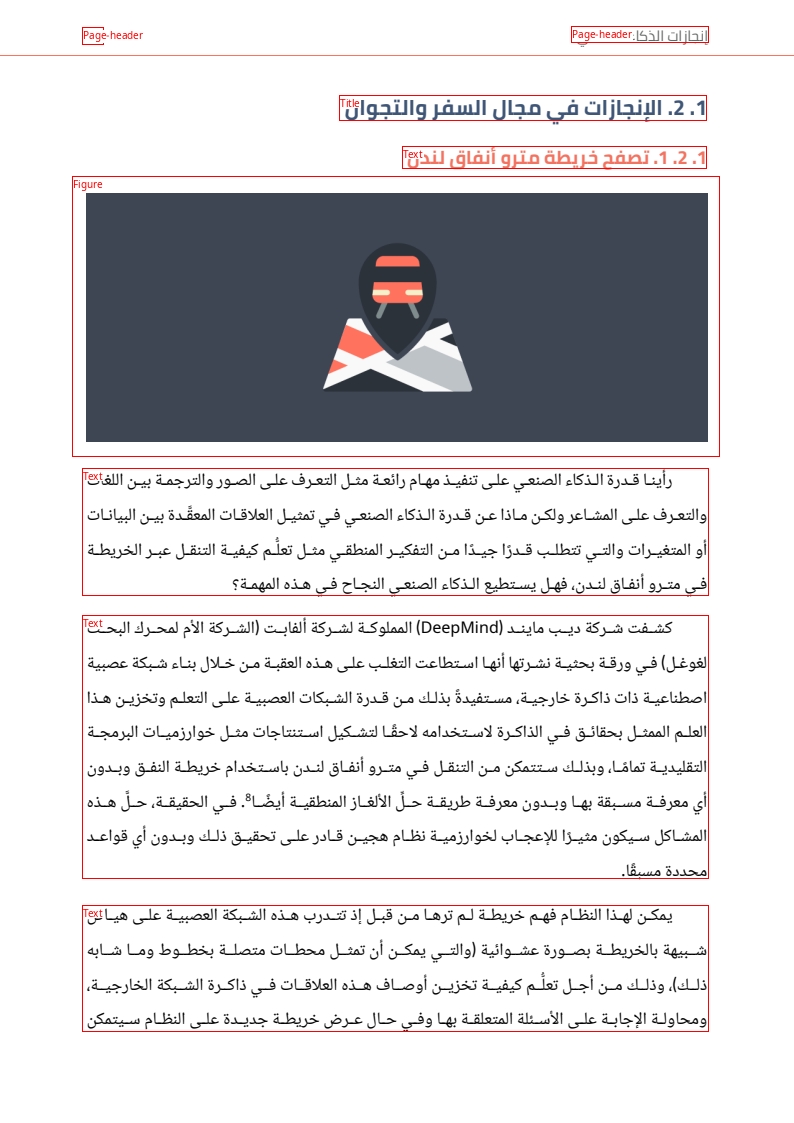 Page-header
Page-header
إنجازات الذكا
Title
1. 2. الإنجازات في مجال السفر والتجوال
Text
1. 2. 1. تصفح خريطة مترو أنفاق لندن
Figure
Text
رأينا قدرة الذكاء الصنعي على تنفيذ مهام رائعة مثل التعرف على الصور والترجمة بين اللغات
والتعرف على المشاعر ولكن ماذا عن قدرة الذكاء الصنعي في تمثيل العلاقات المعقَّدة بين البيانات
أو المتغيرات والتي تتطلب قدرًا جيدًا من التفكير المنطقي مثل تعلُّم كيفية التنقل عبر الخريطة
في مترو أنفاق لندن، فهل يستطيع الذكاء الصنعي النجاح في هذه المهمة؟
Text
كشفت شركة ديب مايند (DeepMind) المملوكة لشركة ألفابت (الشركة الأم لمحرك البحث
لغوغل) في ورقة بحثية نشرتها أنها استطاعت التغلب على هذه العقبة من خلال بناء شبكة عصبية
اصطناعية ذات ذاكرة خارجية، مستفيدةً بذلك من قدرة الشبكات العصبية على التعلم وتخزين هذا
العلم الممثل بحقائق في الذاكرة لاستخدامه لاحقًا لتشكيل استنتاجات مثل خوارزميات البرمجة
التقليدية تمامًا، وبذلك ستتمكن من التنقل في مترو أنفاق لندن باستخدام خريطة النفق وبدون
أي معرفة مسبقة بها وبدون معرفة طريقة حلِّ الألغاز المنطقية أيضًا8. في الحقيقة، حلّ هذه
المشاكل سيكون مثيرًا للإعجاب لخوارزمية نظام هجين قادر على تحقيق ذلك وبدون أي قواعد
محددة مسبقًا.
Text
يمكن لهذا النظام فهم خريطة لم ترها من قبل إذ تتدرب هذه الشبكة العصبية على هياكل
شبيهة بالخريطة بصورة عشوائية (والتي يمكن أن تمثل محطات متصلة بخطوط وما شابه
ذلك)، وذلك من أجل تعلُّم كيفية تخزين أوصاف هذه العلاقات في ذاكرة الشبكة الخارجية،
ومحاولة الإجابة على الأسئلة المتعلقة بها وفي حال عرض خريطة جديدة على النظام سيتمكن